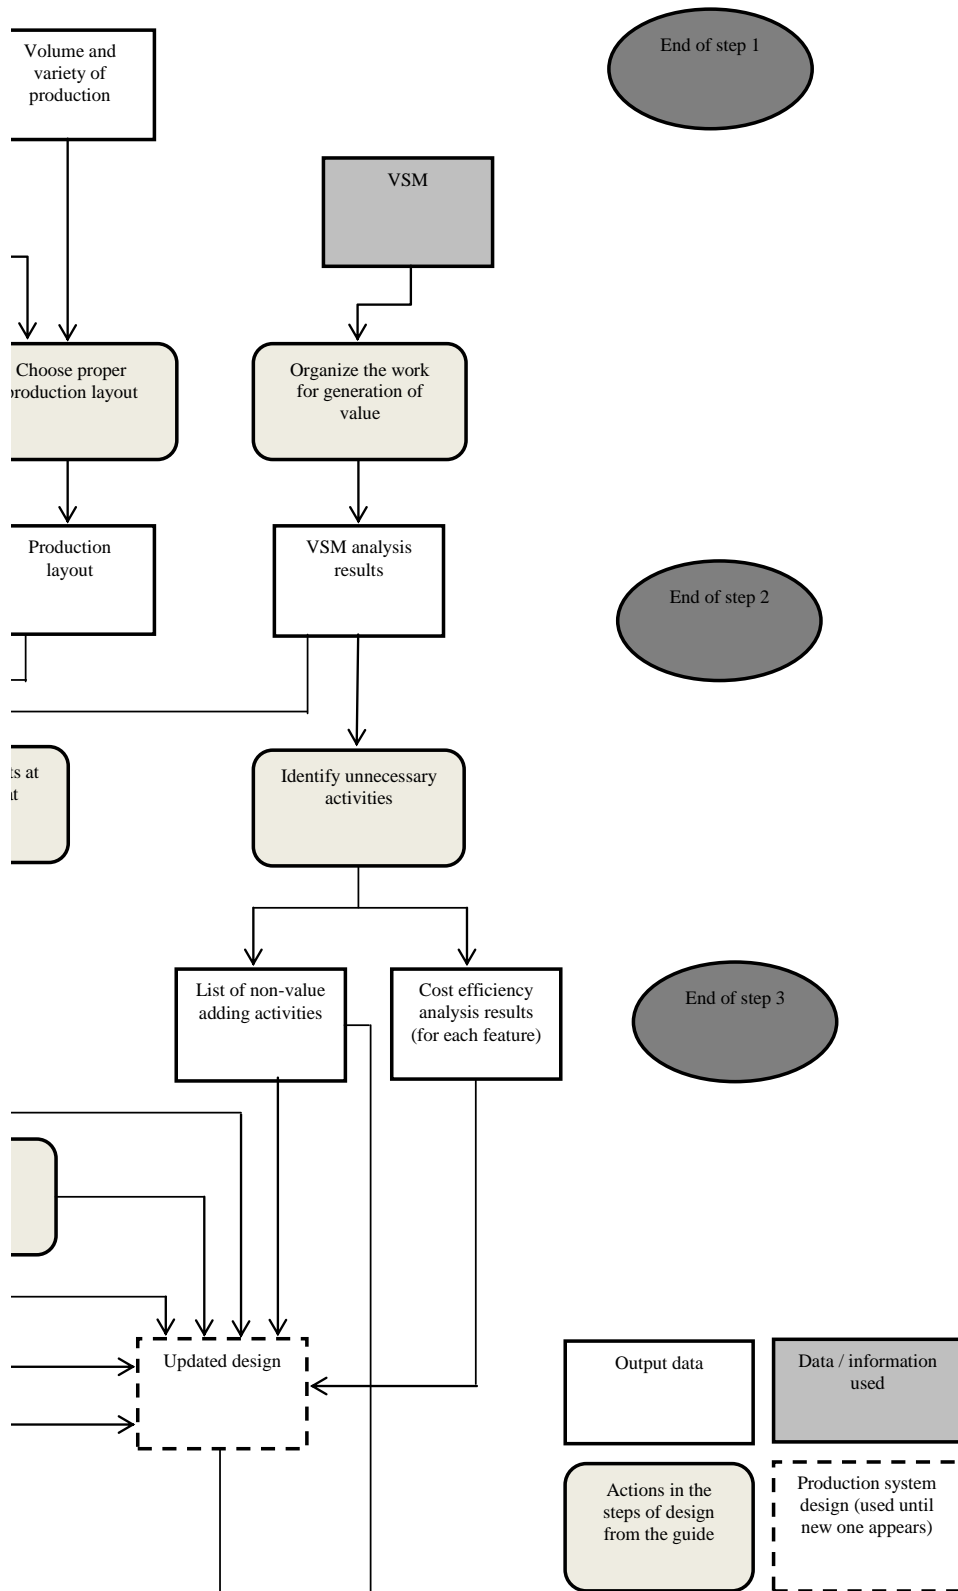 Volume and
variety of
production
End of step 1
VSM
Choose proper
production layout
Organize the work
for generation of
value
Production
layout
VSM analysis
results
End of step 2
ts at
Identify unnecessary
activities
List of non-value
adding activities
Cost efficiency
analysis results
(for each feature)
End of step 3
Updated design
Output data
Data / information
used
Actions in the
steps of design
from the guide
Production system
design (used until
new one appears)